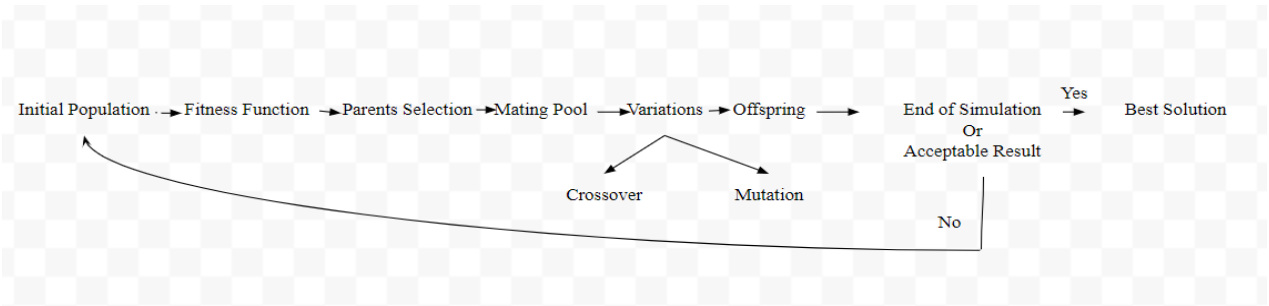 Yes
Initial Population Fitness Function Parents Selection Mating Pool Variations Offspring End of Simulation Best Solution
Or
Acceptable Result
Crossover Mutation
No